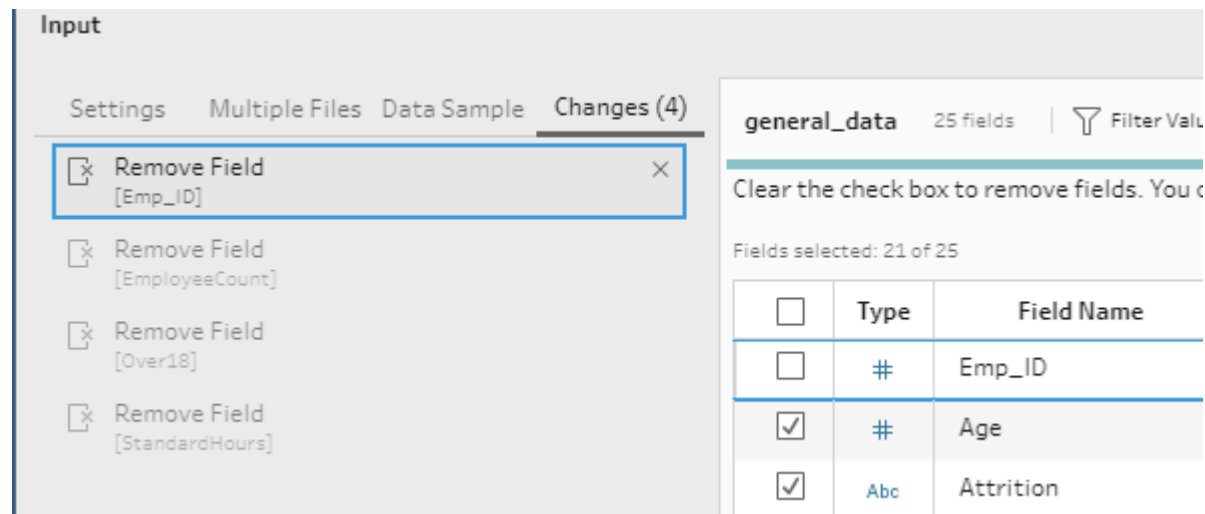 Input
Settings Multiple Files Data Sample Changes (4)
Remove Field
[Emp_ID]
Remove Field
[EmployeeCount]
Remove Field
[Over18]
Remove Field
[StandardHours]
general_data 25 fields Filter Valu
Clear the check box to remove fields. You c
Fields selected: 21 of 25
Type Field Name
# Emp_ID
# Age
Abc Attrition